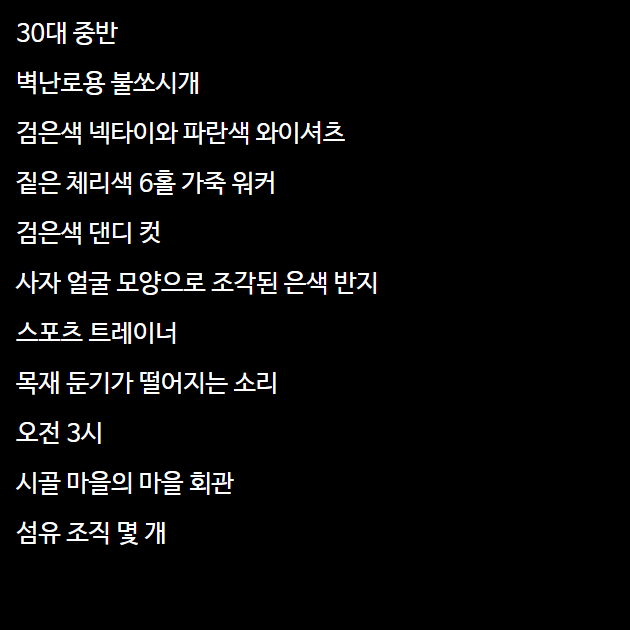 30대 중반
벽난로용 불쏘시개
검은색 넥타이와 파란색 와이셔츠
짙은 체리색 6홀 가죽 워커
검은색 댄디 컷
사자 얼굴 모양으로 조각된 은색 반지
스포츠 트레이너
목재 둔기가 떨어지는 소리
오전 3시
시골 마을의 마을 회관
섬유 조직 몇 개